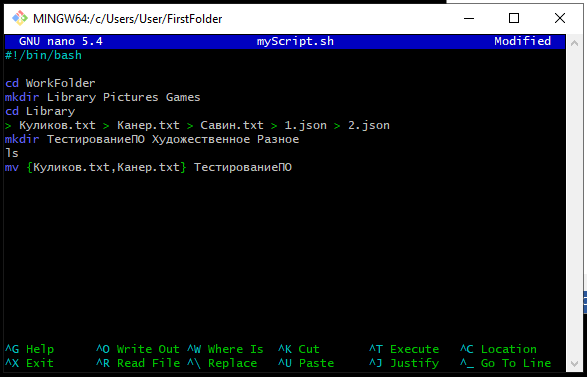 MINGW64:/c/Users/User/FirstFolder
GNU nano 5.4 myScript.sh Modified
#!/bin/bash
cd WorkFolder
mkdir Library Pictures Games
cd Library
> Куликов.txt > Канер.txt > Савин.txt > 1.json > 2.json
mkdir ТестированиеПО Художественное Разное
ls
mv {Куликов.txt,Канер.txt} ТестированиеПО
^G Help ^O Write Out ^W Where Is ^K Cut ^T Execute ^C Location
^X Exit ^R Read File ^\ Replace ^U Paste ^J Justify ^_ Go To Line